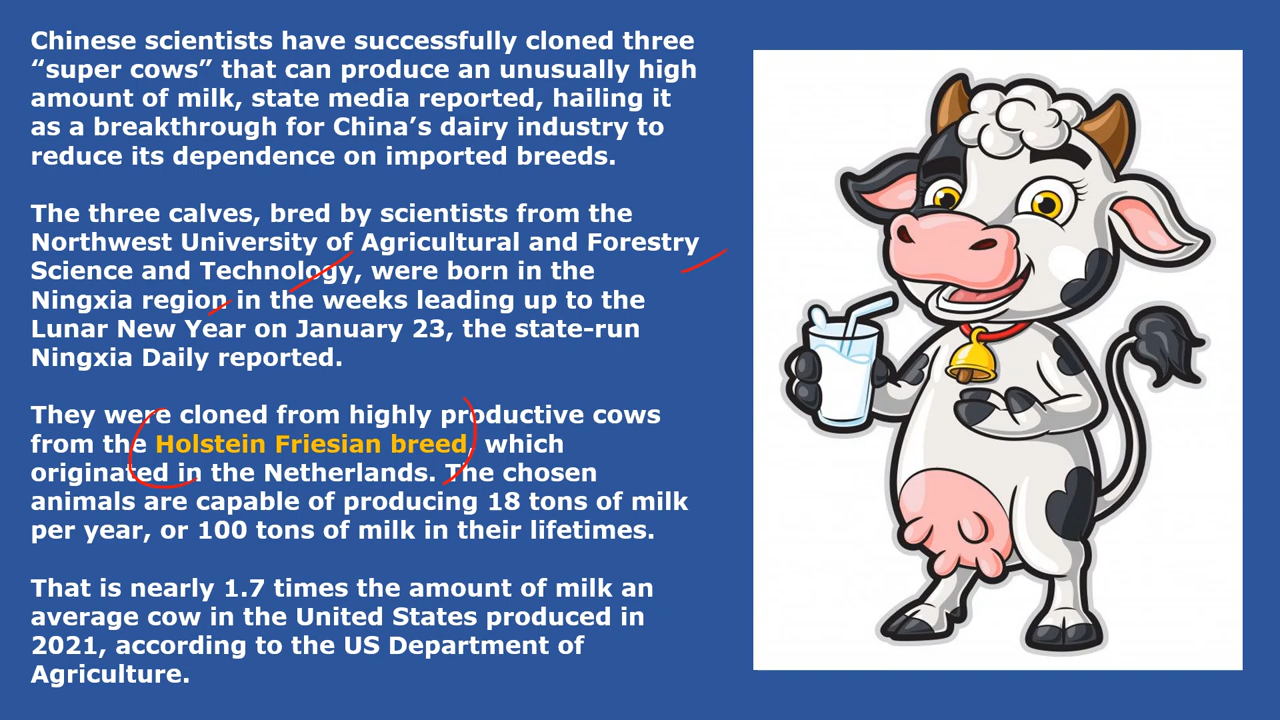 Chinese scientists have successfully cloned three
“super cows” that can produce an unusually high
amount of milk, state media reported, hailing it
as a breakthrough for China’s dairy industry to
reduce its dependence on imported breeds.
The three calves, bred by scientists from the
Northwest University of Agricultural and Forestry
Science and Technology, were born in the
Ningxia region in the weeks leading up to the
Lunar New Year on January 23, the state-run
Ningxia Daily reported.
They were cloned from highly productive cows
from the Holstein Friesian breed, which
originated in the Netherlands. The chosen
animals are capable of producing 18 tons of milk
per year, or 100 tons of milk in their lifetimes.
That is nearly 1.7 times the amount of milk an
average cow in the United States produced in
2021, according to the US Department of
Agriculture.